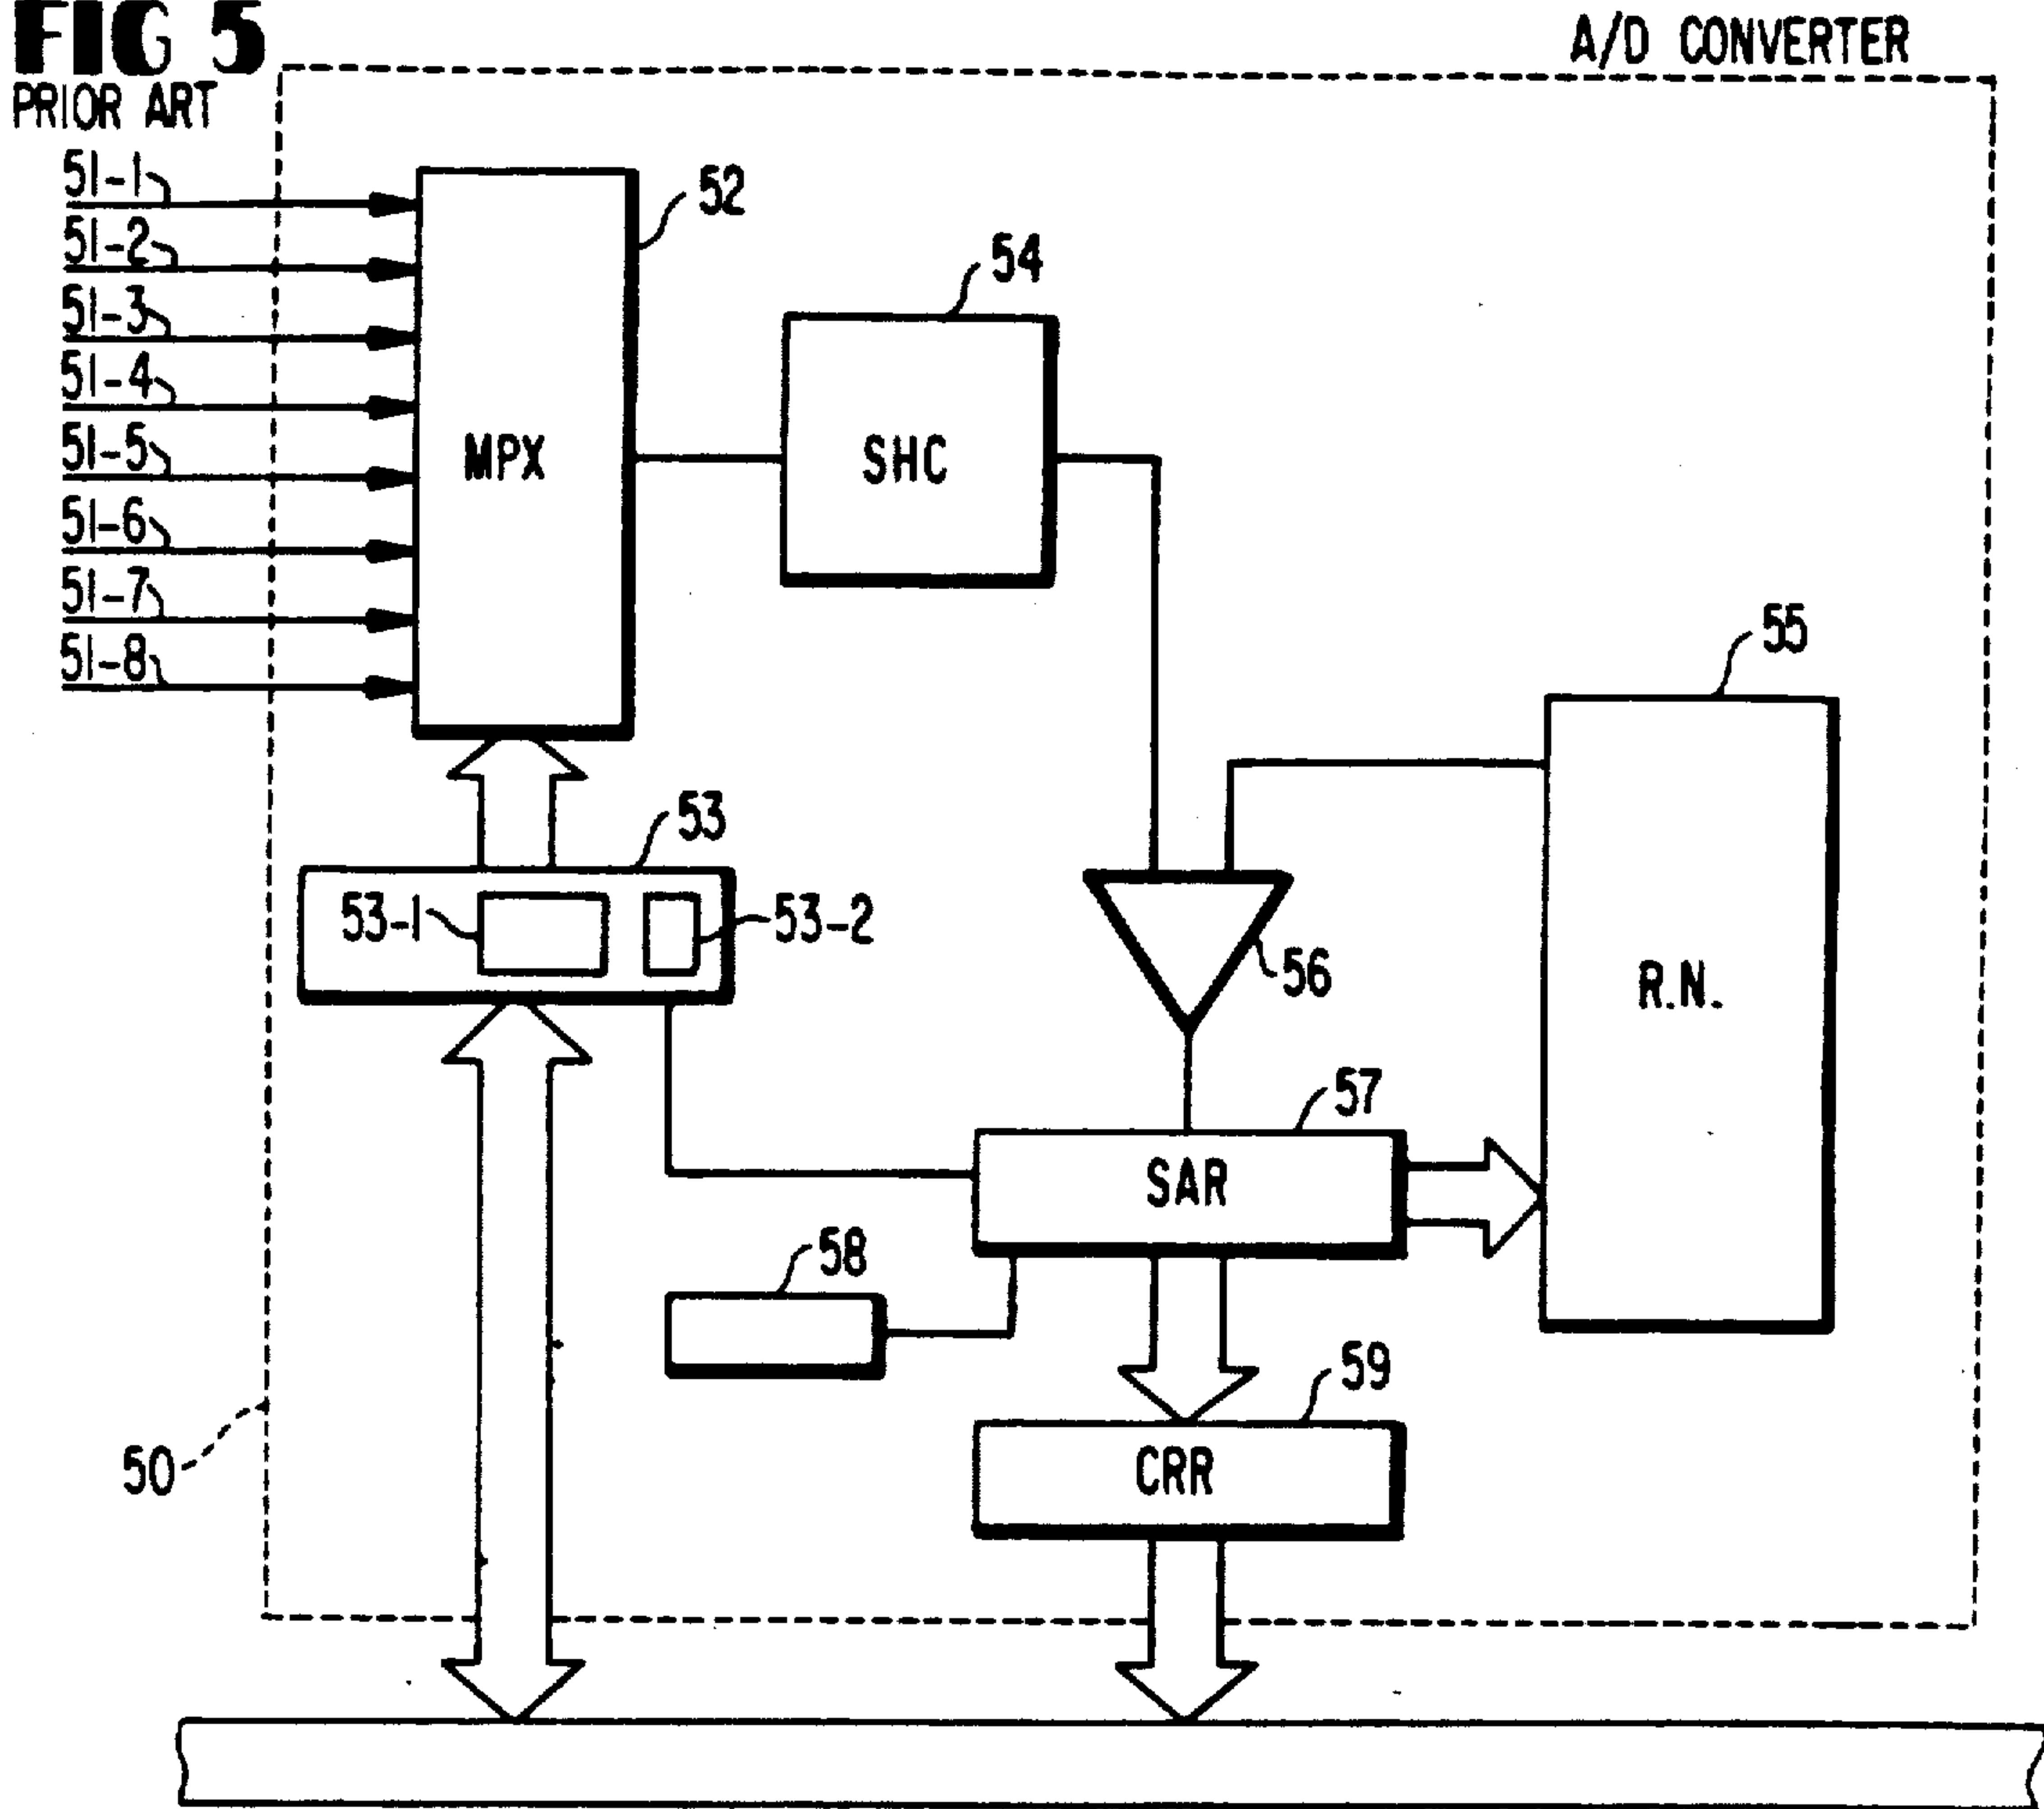 FIG 5
A/D CONVERTER
PRIOR ART
51-1
52
51-2
54
51-3
51-4
51-5
MPX
SHC
51-6
51-7
51-8
55
53
53-1
53-2
56
R.N.
57
SAR
58
59
50
CRR